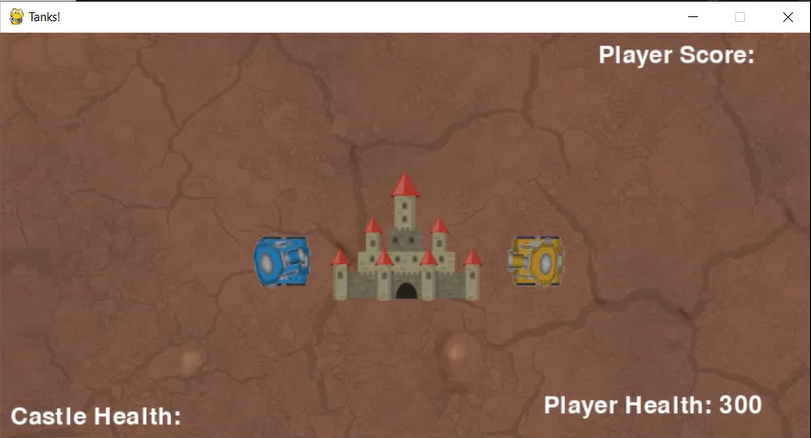 Tanks!
Player Score:
Player Health: 300
Castle Health: